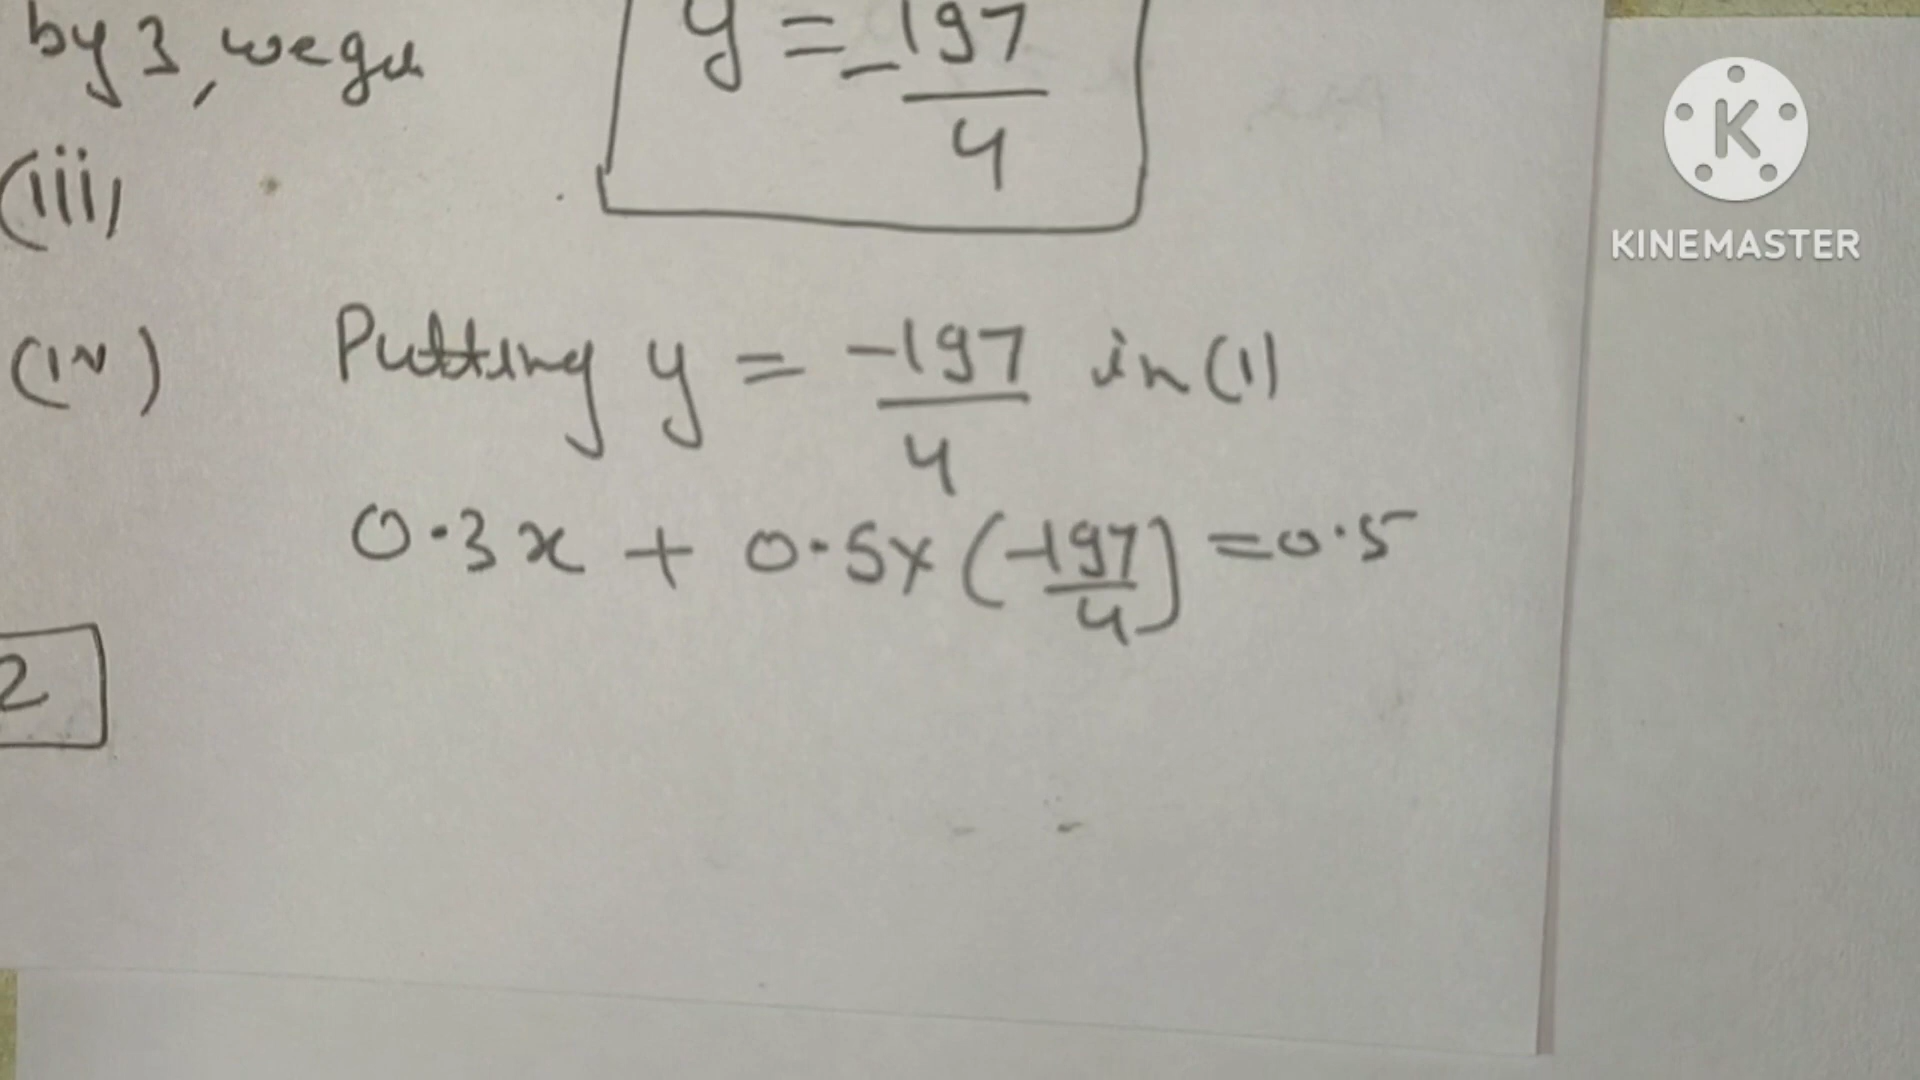 by 3, we get
y = -197/4
(iii)
(iv)
Putting y = -197/4 in (1)
0.3x + 0.5x (-197/4) = 0.5
2
K
KINEMASTER